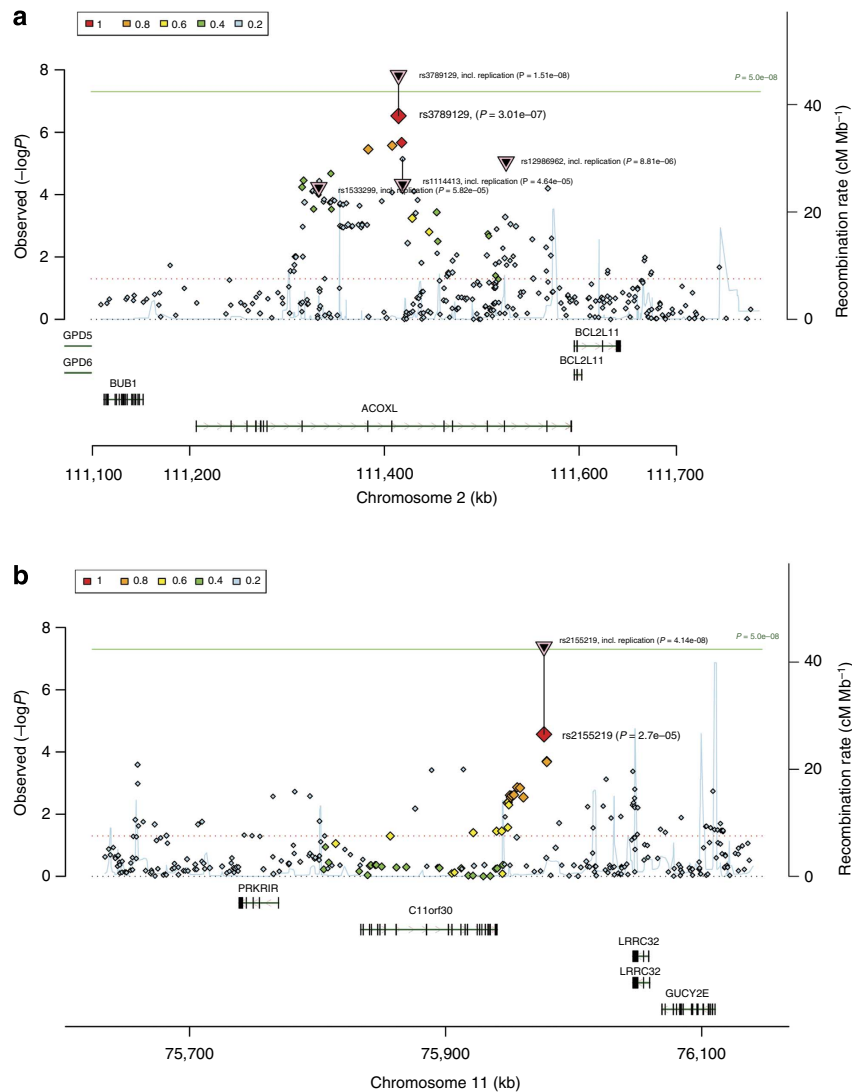 a
1 0.8 0.6 0.4 0.2
rs3789129, incl. replication (P = 1.51e–08)
P = 5.0e–08
rs3789129, (P = 3.01e–07)
rs12986962, incl. replication (P = 8.81e–06)
rs1114413, incl. replication (P = 4.64e–05)
rs1533299, incl. replication (P = 5.82e–05)
8
6
4
2
0
Observed (–logP)
40
20
0
Recombination rate (cM Mb–1)
GPD5
GPD6
BUB1
ACOXL
BCL2L11
BCL2L11
111,100 111,200 111,400 111,600 111,700
Chromosome 2 (kb)
b
1 0.8 0.6 0.4 0.2
rs2155219, incl. replication (P = 4.14e–08)
P = 5.0e–08
rs2155219 (P = 2.7e–05)
8
6
4
2
0
Observed (–logP)
40
20
0
Recombination rate (cM Mb–1)
PRKRIR
C11orf30
LRRC32
LRRC32
GUCY2E
75,700 75,900 76,100
Chromosome 11 (kb)